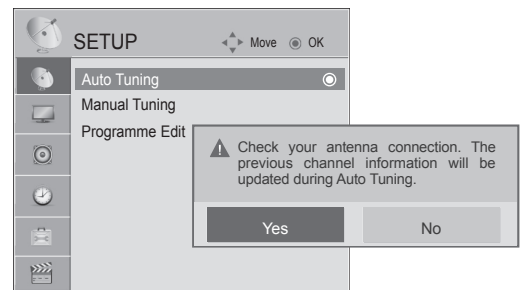 SETUP
Move OK
Auto Tuning
Manual Tuning
Programme Edit
Check your antenna connection. The
previous channel information will be
updated during Auto Tuning.
Yes No